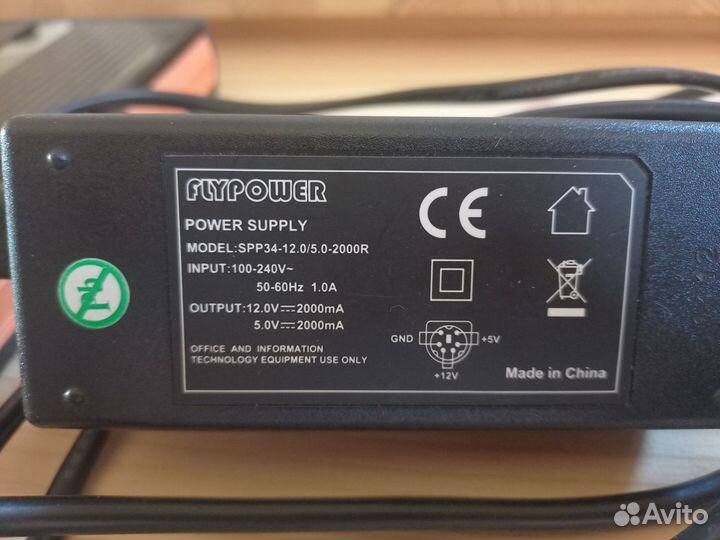 FLYPOWER
POWER SUPPLY
MODEL:SPP34-12.0/5.0-2000R
INPUT:100-240V~
50-60Hz 1.0A
OUTPUT:12.0V⎓2000mA
5.0V⎓2000mA
OFFICE AND INFORMATION
TECHNOLOGY EQUIPMENT USE ONLY
CE
GND
+5V
+12V
Made in China
Pb
12
Avito